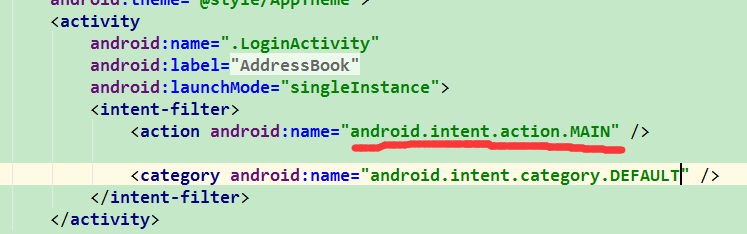 android:theme="@style/AppTheme">
<activity
android:name=".LoginActivity"
android:label="AddressBook"
android:launchMode="singleInstance">
<intent-filter>
<action android:name="android.intent.action.MAIN" />
<category android:name="android.intent.category.DEFAULT" />
</intent-filter>
</activity>